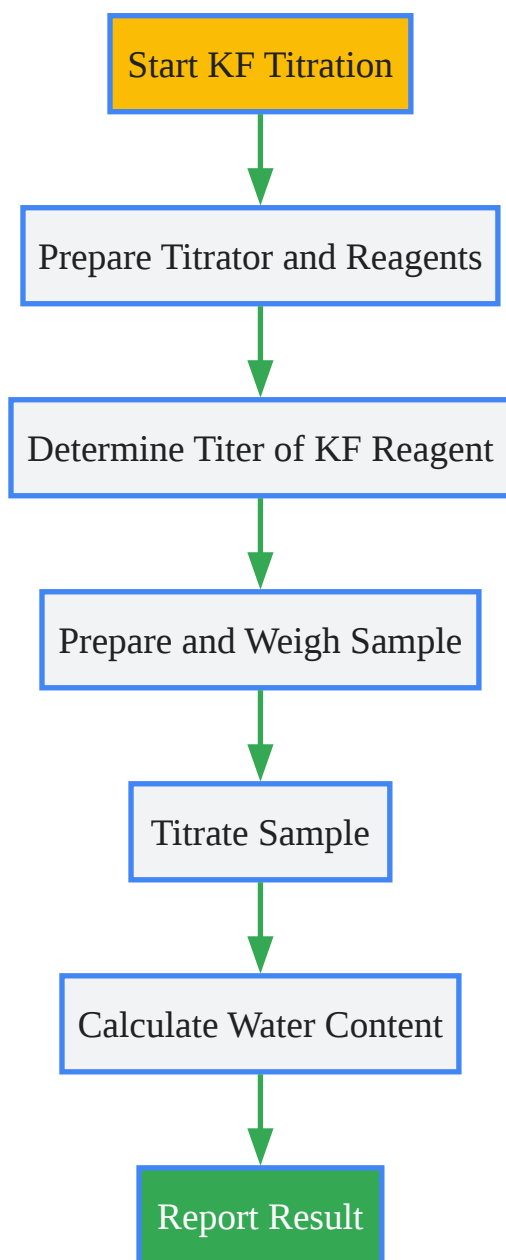 Start KF Titration
Prepare Titrator and Reagents
Determine Titer of KF Reagent
Prepare and Weigh Sample
Titrate Sample
Calculate Water Content
Report Result